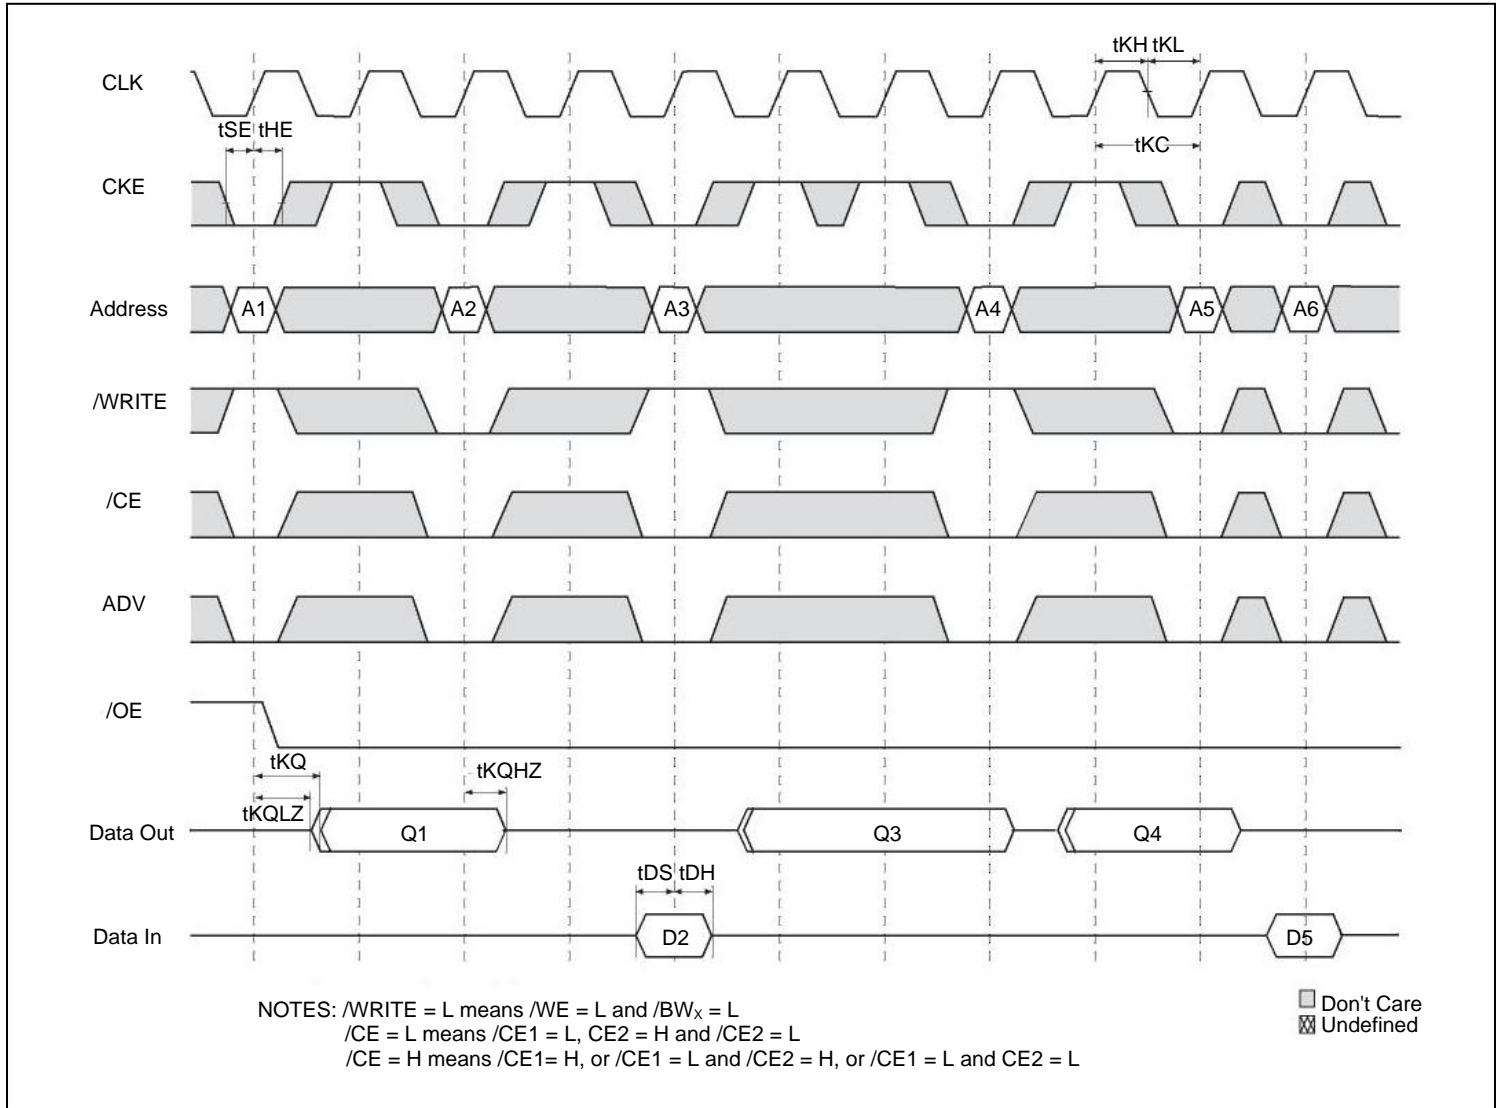 tKH tKL
CLK
tSE tHE
tKC
CKE
Address A1 A2 A3 A4 A5 A6
/WRITE
/CE
ADV
/OE
tKQ
tKQHZ
tKQLZ
Data Out Q1 Q3 Q4
tDS tDH
Data In D2 D5
NOTES: /WRITE = L means /WE = L and /BWX = L
/CE = L means /CE1 = L, CE2 = H and /CE2 = L
/CE = H means /CE1= H, or /CE1 = L and /CE2 = H, or /CE1 = L and CE2 = L
Don't Care
Undefined